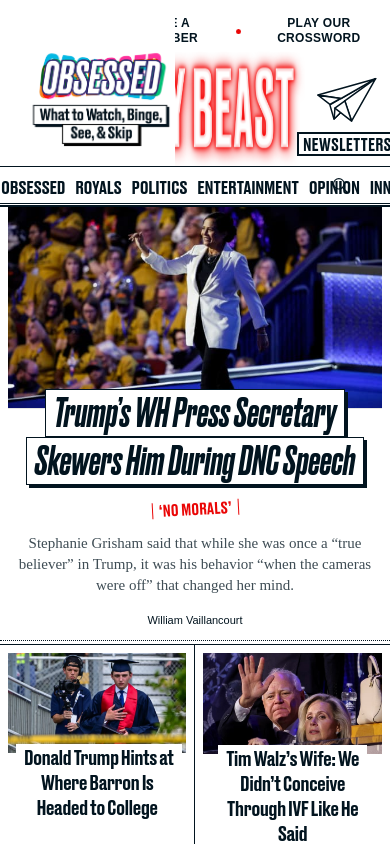 E A
BER
PLAY OUR
CROSSWORD
OBSESSED
What to Watch, Binge,
See, & Skip
Y BEAST
NEWSLETTERS
OBSESSED ROYALS POLITICS ENTERTAINMENT OPINION INN
Trump’s WH Press Secretary
Skewers Him During DNC Speech
‘NO MORALS’
Stephanie Grisham said that while she was once a “true
believer” in Trump, it was his behavior “when the cameras
were off” that changed her mind.
William Vaillancourt
Donald Trump Hints at
Where Barron Is
Headed to College
Tim Walz’s Wife: We
Didn’t Conceive
Through IVF Like He
Said